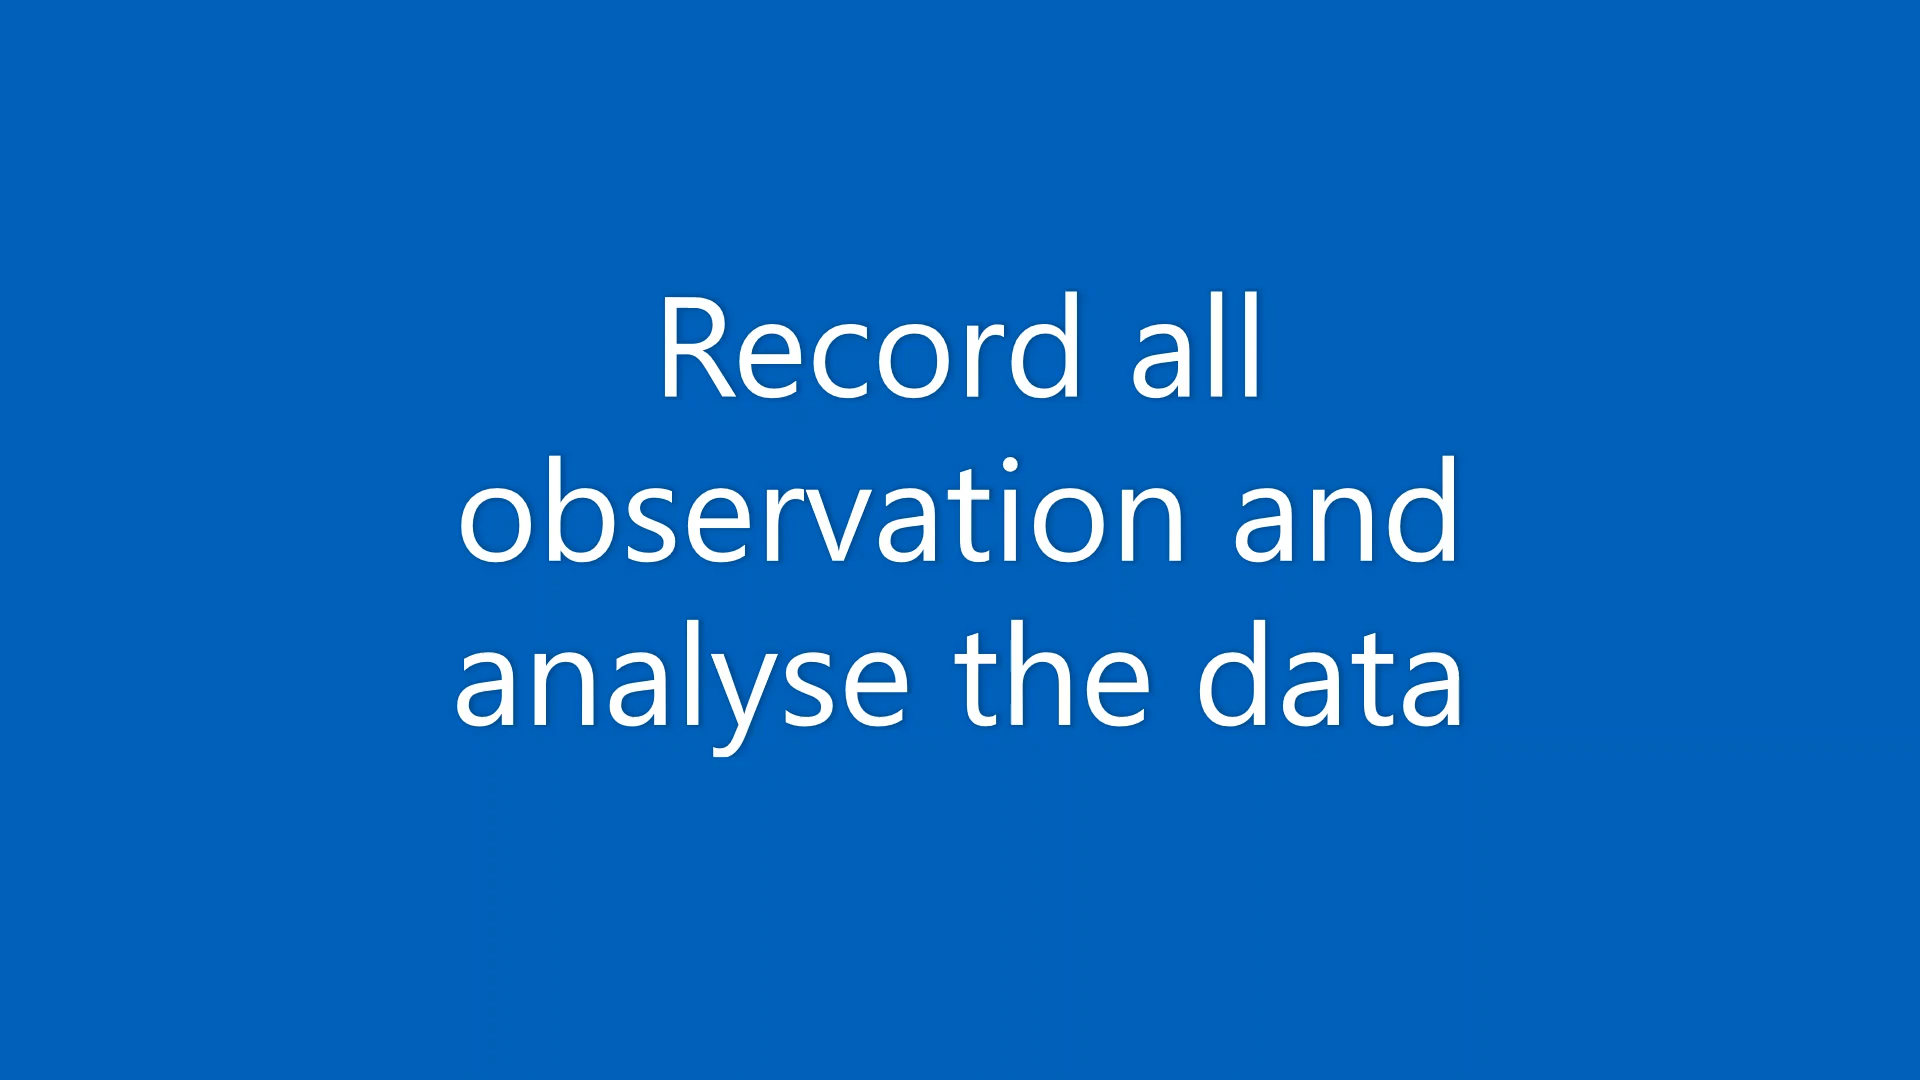 Record all
observation and
analyse the data